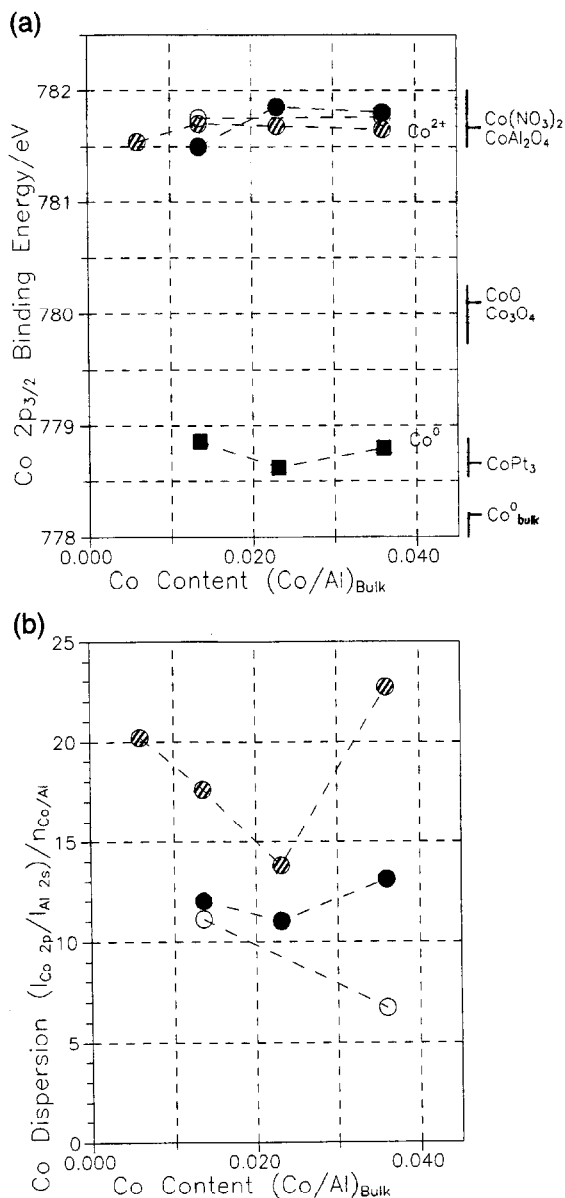 (a)
Co 2p3/2 Binding Energy/eV
782
781
780
779
778
Co2+
Co0
Co(NO3)2
CoAl2O4
CoO
Co3O4
CoPt3
Co0bulk
0.000
0.020
0.040
Co Content (Co/Al)Bulk
(b)
Co Dispersion (ICo 2p/IAl 2s)/nCo/Al
25
20
15
10
5
0
0.000
0.020
0.040
Co Content (Co/Al)Bulk